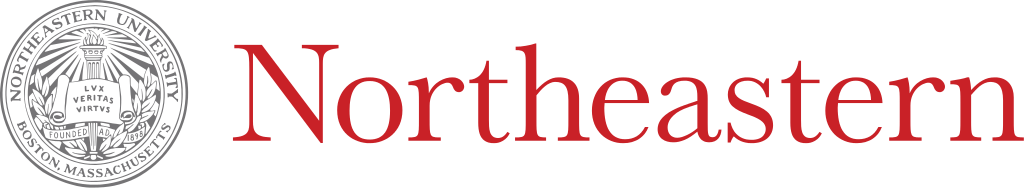 NORTHEASTERN UNIVERSITY
LVX
VERITAS
VIRTVS
FOUNDED A.D. 1898
BOSTON, MASSACHUSETTS
Northeastern